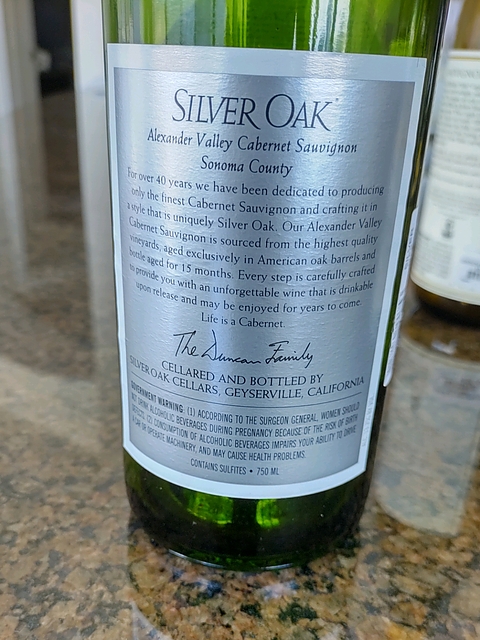 SILVER OAK
Alexander Valley Cabernet Sauvignon
Sonoma County
For over 40 years we have been dedicated to producing
only the finest Cabernet Sauvignon and crafting it in
a style that is uniquely Silver Oak. Our Alexander Valley
Cabernet Sauvignon is sourced from the highest quality
vineyards, aged exclusively in American oak barrels and
bottle aged for 15 months. Every step is carefully crafted
to provide you with an unforgettable wine that is drinkable
upon release and may be enjoyed for years to come.
Life is a Cabernet.
The Duncan Family
CELLARED AND BOTTLED BY
SILVER OAK CELLARS, GEYSERVILLE, CALIFORNIA
GOVERNMENT WARNING: (1) ACCORDING TO THE SURGEON GENERAL, WOMEN SHOULD
NOT DRINK ALCOHOLIC BEVERAGES DURING PREGNANCY BECAUSE OF THE RISK OF BIRTH
DEFECTS. (2) CONSUMPTION OF ALCOHOLIC BEVERAGES IMPAIRS YOUR ABILITY TO DRIVE
A CAR OR OPERATE MACHINERY, AND MAY CAUSE HEALTH PROBLEMS.
CONTAINS SULFITES • 750 ML